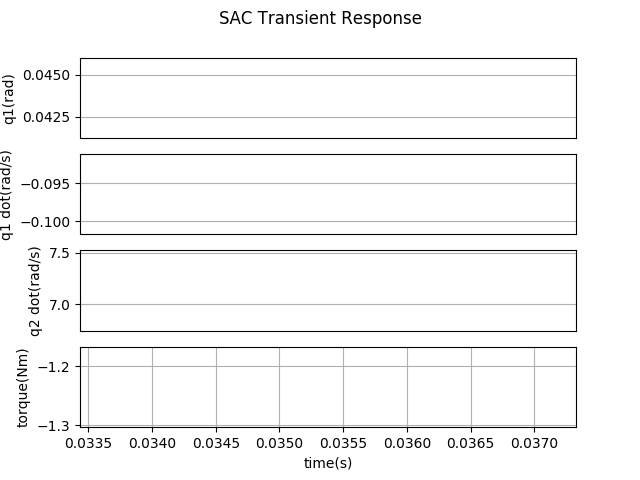 SAC Transient Response
q1(rad)
0.0450
0.0425
q1 dot(rad/s)
−0.095
−0.100
q2 dot(rad/s)
7.5
7.0
torque(Nm)
−1.2
−1.3
0.0335 0.0340 0.0345 0.0350 0.0355 0.0360 0.0365 0.0370
time(s)